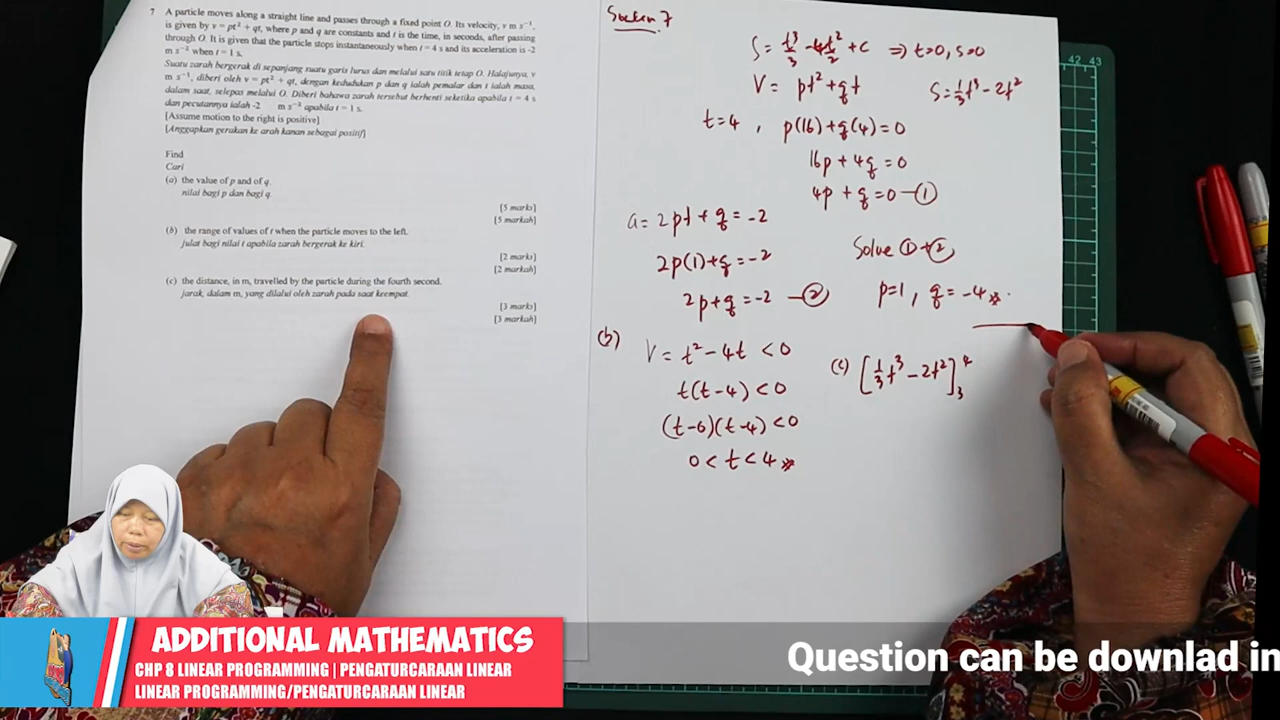 7 A particle moves along a straight line and passes through a fixed point O. Its velocity, v m s⁻¹,
is given by v = pt² + qt, where p and q are constants and t is the time, in seconds, after passing
through O. It is given that the particle stops instantaneously when t = 4 s and its acceleration is -2
m s⁻² when t = 1 s.
Suatu zarah bergerak di sepanjang suatu garis lurus dan melalui satu titik tetap O. Halajunya, v
m s⁻¹, diberi oleh v = pt² + qt, dengan kedudukan p dan q ialah pemalar dan t ialah masa,
dalam saat, selepas melalui O. Diberi bahawa zarah tersebut berhenti seketika apabila t = 4 s
dan pecutannya ialah -2 m s⁻² apabila t = 1 s.
[Assume motion to the right is positive]
[Anggapkan gerakan ke arah kanan sebagai positif]
Find
Cari
(a) the value of p and of q.
nilai bagi p dan bagi q.
[5 marks]
[5 markah]
(b) the range of values of t when the particle moves to the left.
julat bagi nilai t apabila zarah bergerak ke kiri.
[2 marks]
[2 markah]
(c) the distance, in m, travelled by the particle during the fourth second.
jarak, dalam m, yang dilalui oleh zarah pada saat keempat.
[3 marks]
[3 markah]
S = t³/3 - 4t²/2 + c ⇒ t=0, s=0
V = pt² + qt S = 1/3 t³ - 2t²
t=4 , p(16) + q(4) = 0
16p + 4q = 0
4p + q = 0 — ①
a = 2pt + q = -2
2p(1) + q = -2
2p + q = -2 — ②
Solve ① + ②
p=1 , q = -4
(b) V = t² - 4t < 0
t(t-4) < 0
(t-0)(t-4) < 0
0 < t < 4
(c) [1/3 t³ - 2t²]₃⁴
42 43
ADDITIONAL MATHEMATICS
CHP 8 LINEAR PROGRAMMING | PENGATURCARAAN LINEAR
LINEAR PROGRAMMING/PENGATURCARAAN LINEAR
Question can be downlad in